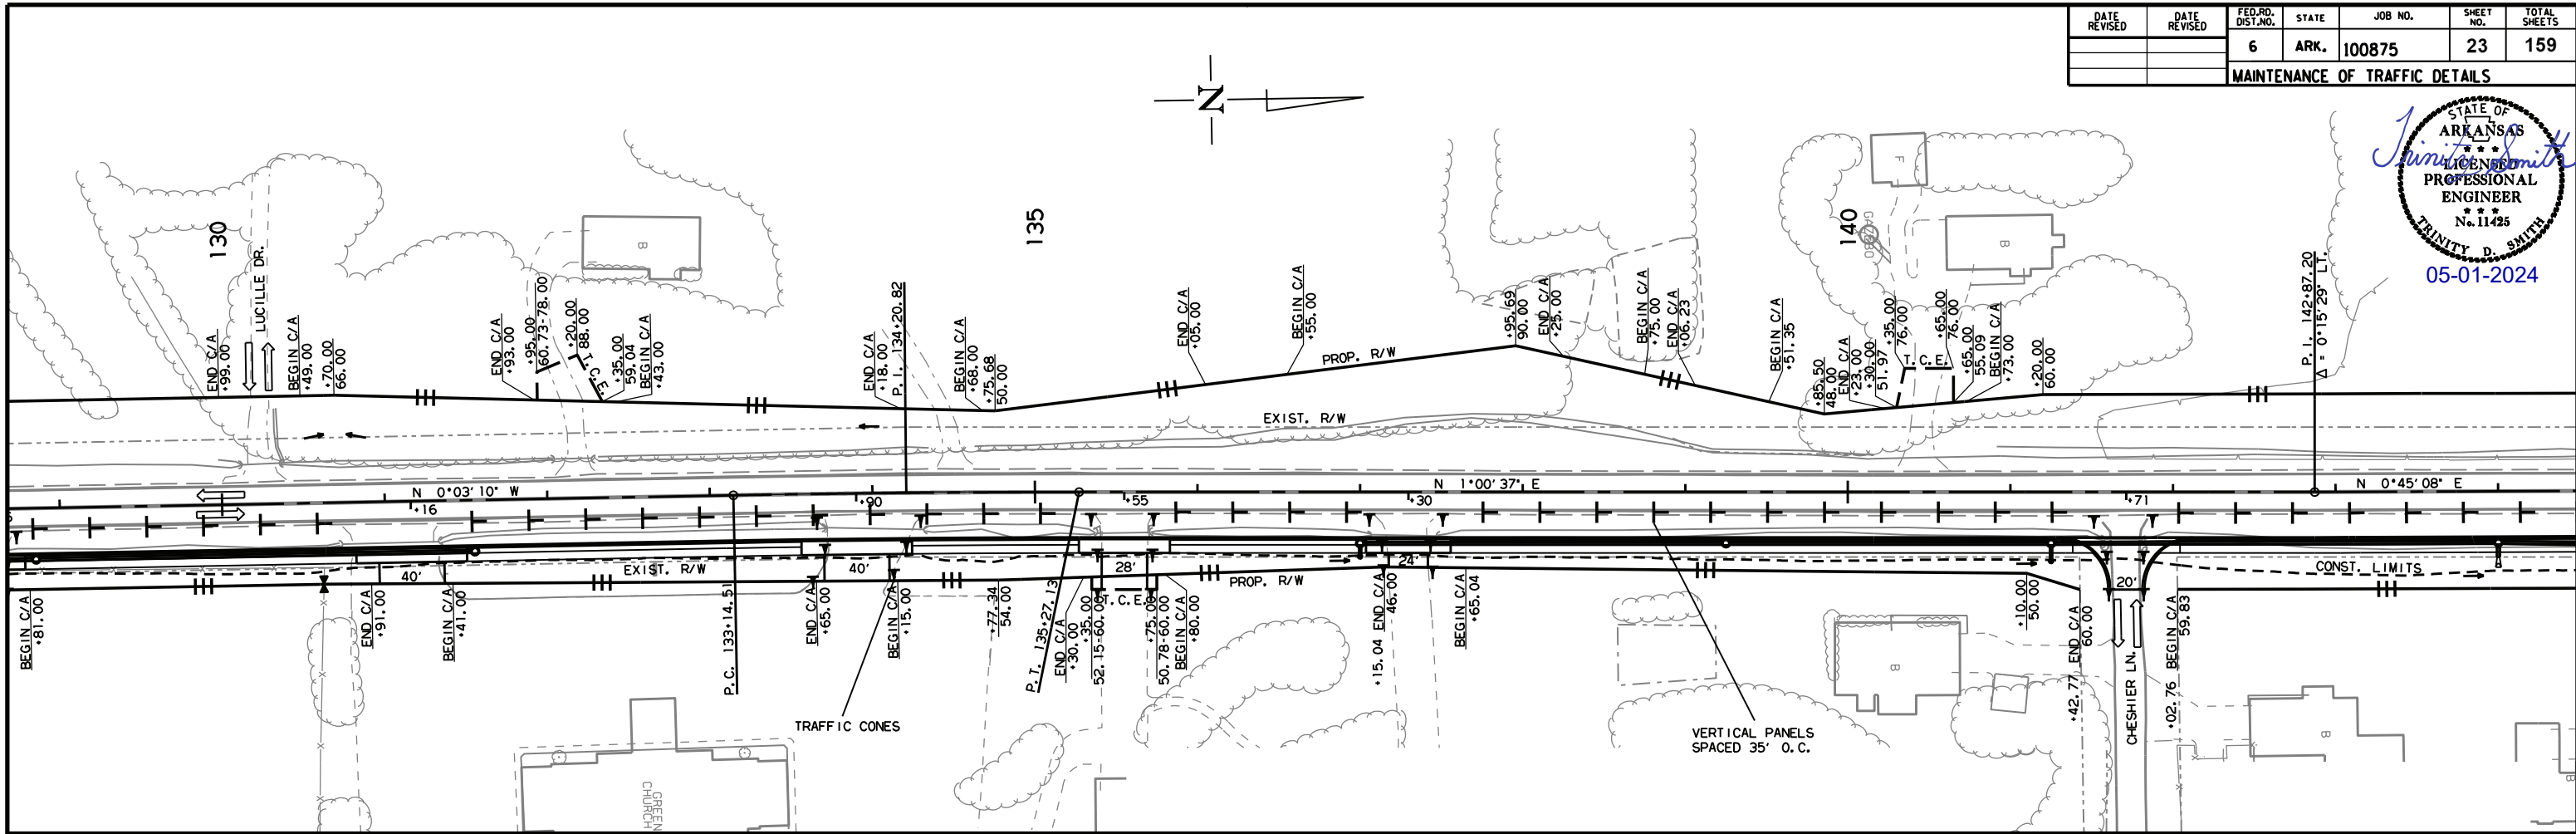 DATE REVISED
DATE REVISED
FED.RD. DIST.NO.
STATE
JOB NO.
SHEET NO.
TOTAL SHEETS
6
ARK.
100875
23
159
MAINTENANCE OF TRAFFIC DETAILS
STATE OF
ARKANSAS
LICENSED
PROFESSIONAL
ENGINEER
No. 11425
TRINITY D. SMITH
Trinity Smith
05-01-2024
N
130
135
140
LUCILLE DR.
END C/A
+99.00
BEGIN C/A
+49.00
+70.00
66.00
END C/A
+93.00
+95.00
60.73-78.00
+20.00
88.00
T.C.E.
+35.00
59.04
BEGIN C/A
+43.00
B
END C/A
+18.00
P.I. 134+20.82
BEGIN C/A
+68.00
+75.68
50.00
END C/A
+05.00
BEGIN C/A
+55.00
PROP. R/W
+95.69
90.00
END C/A
+25.00
BEGIN C/A
+75.00
END C/A
+06.23
BEGIN C/A
+51.35
+85.50
48.00
END C/A
+23.00
+30.00
51.97
+35.00
76.00
T.C.E.
+65.00
76.00
+65.00
55.09
BEGIN C/A
+73.00
+20.00
60.00
F
B
P.I. 142+87.20
Δ = 0°15'29" LT.
EXIST. R/W
N 0°03'10" W
+16
+90
+55
+30
N 1°00'37" E
+71
N 0°45'08" E
40'
EXIST. R/W
40'
28'
PROP. R/W
24'
20'
CONST. LIMITS
BEGIN C/A
+81.00
END C/A
+91.00
BEGIN C/A
+41.00
P.C. 133+14.51
END C/A
+65.00
BEGIN C/A
+15.00
+77.34
54.00
P.T. 135+27.13
END C/A
+30.00
+35.00
52.15-60.00
T.C.E.
+75.00
50.78-60.00
BEGIN C/A
+80.00
+15.04 END C/A
46.00
BEGIN C/A
+65.04
+10.00
50.00
+42.77 END C/A
60.00
CHESHIER LN.
+02.76 BEGIN C/A
59.83
TRAFFIC CONES
VERTICAL PANELS
SPACED 35' O.C.
GREEN
CHURCH
B
B
B